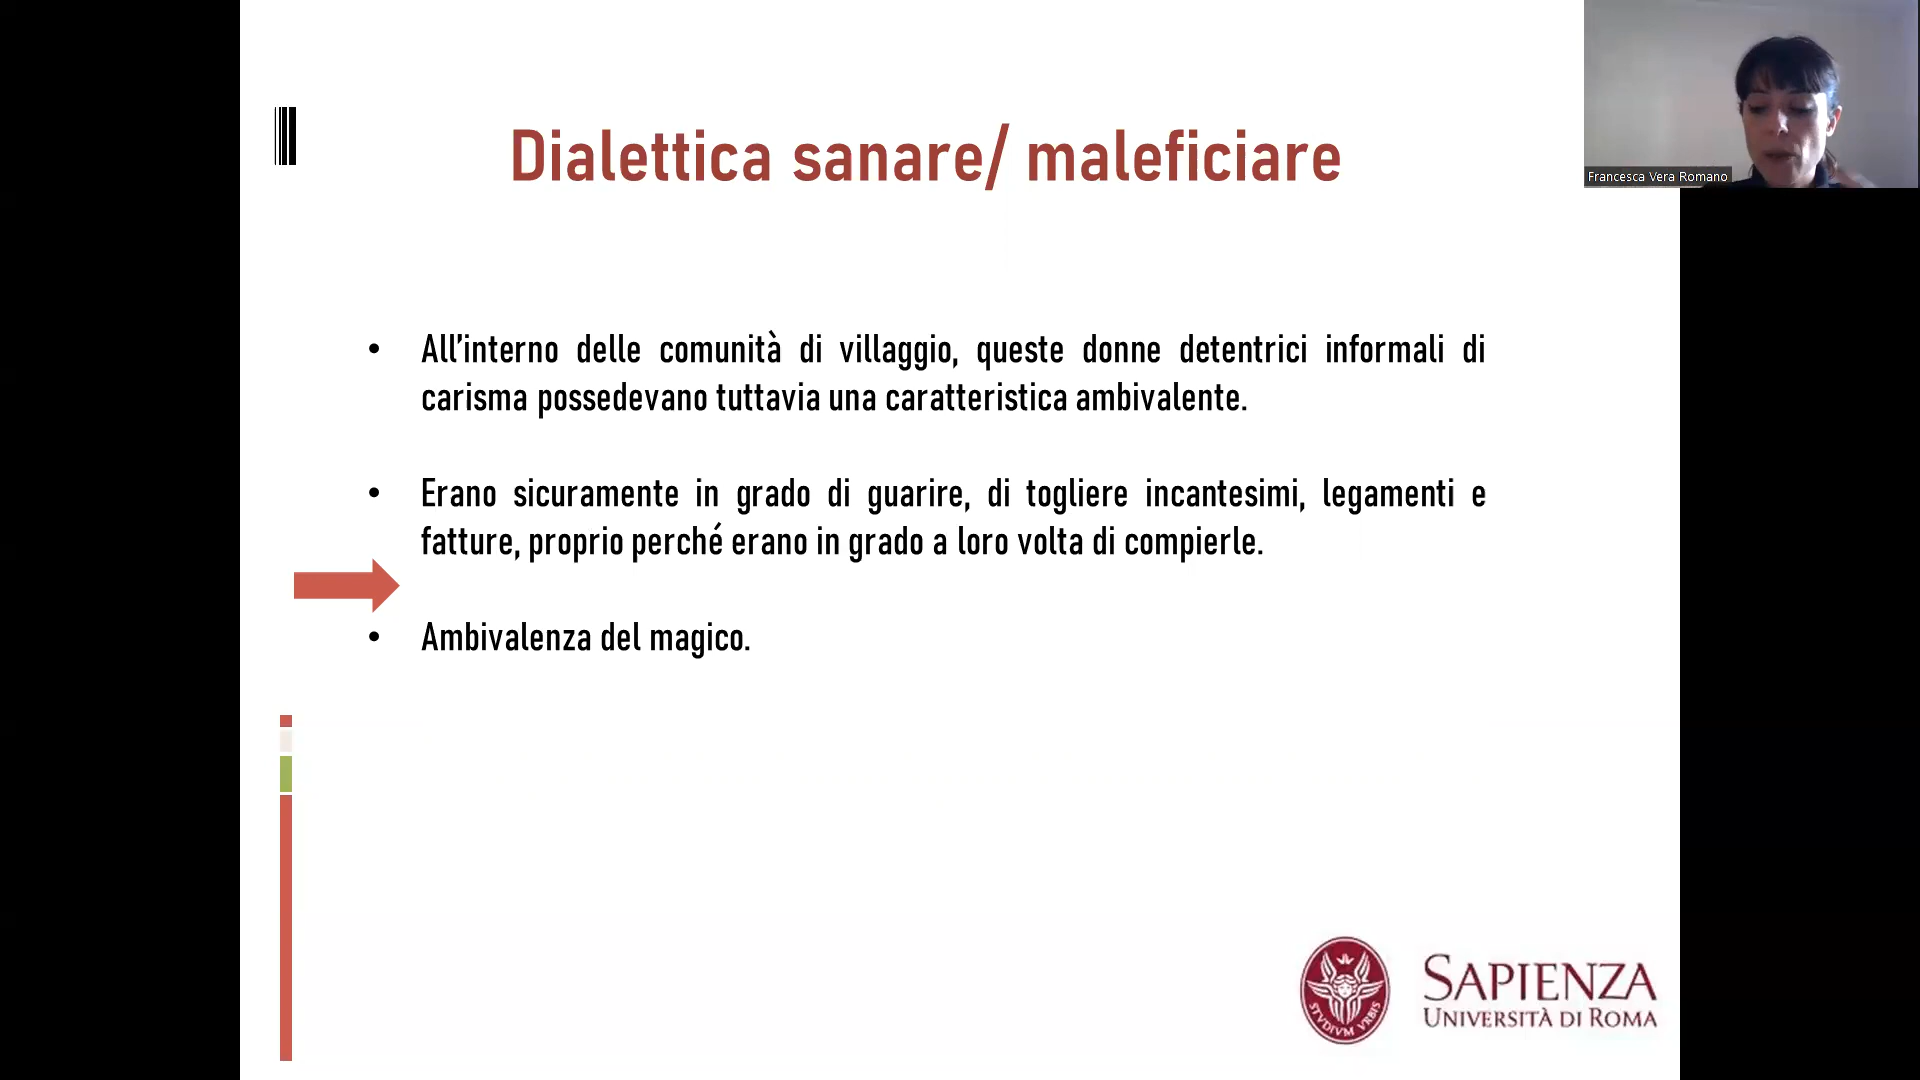 Dialettica sanare/ maleficiare
Francesca Vera Romano
• All’interno delle comunità di villaggio, queste donne detentrici informali di
carisma possedevano tuttavia una caratteristica ambivalente.
• Erano sicuramente in grado di guarire, di togliere incantesimi, legamenti e
fatture, proprio perché erano in grado a loro volta di compierle.
• Ambivalenza del magico.
STVDIVM VRBIS
SAPIENZA
UNIVERSITÀ DI ROMA